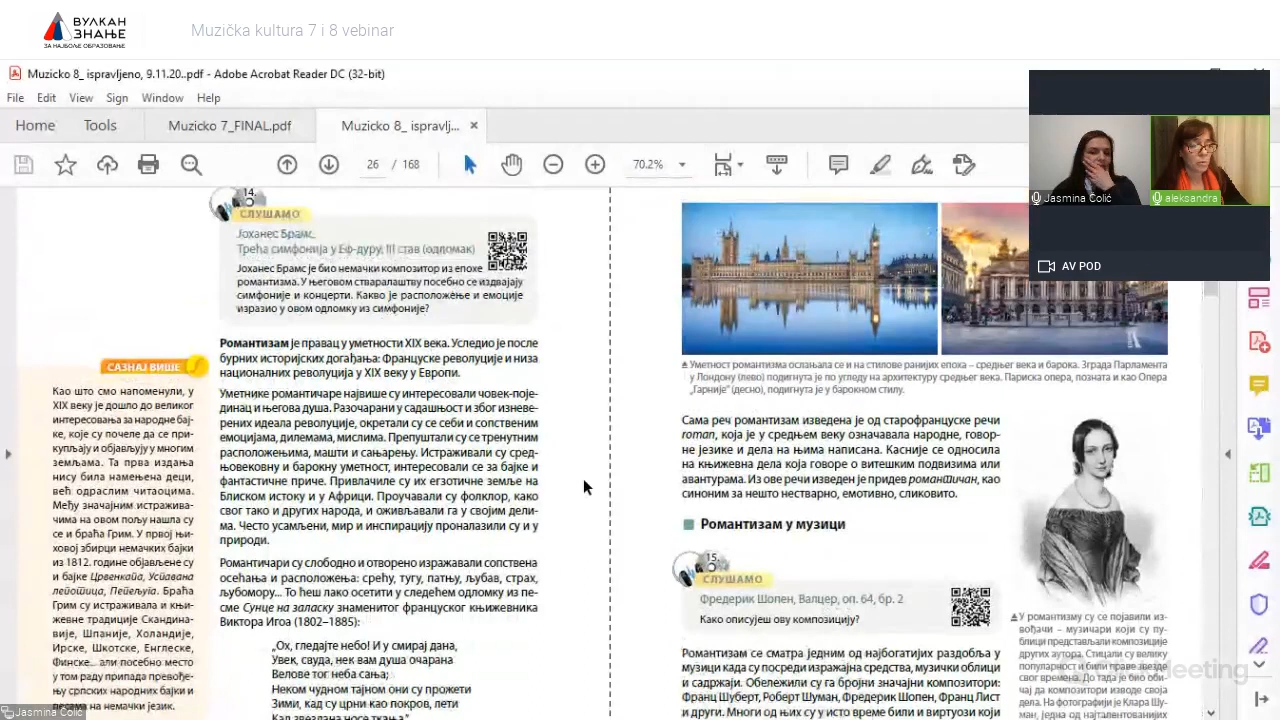 ВУЛКАН
ЗНАЊЕ
ЗА НАЈБОЉЕ ОБРАЗОВАЊЕ
Muzička kultura 7 i 8 vebinar
Muzicko 8_ ispravljeno, 9.11.20..pdf - Adobe Acrobat Reader DC (32-bit)
File Edit View Sign Window Help
Home Tools Muzicko 7_FINAL.pdf Muzicko 8_ ispravlj... ×
26 / 168 70.2%
Jasmina Čolić aleksandra
AV POD
14.
СЛУШАМО
Јоханес Брамс,
Трећа симфонија у Еф-дуру, III став (одломак)
Јоханес Брамс је био немачки композитор из епохе
романтизма. У његовом стваралаштву посебно се издвајају
симфоније и концерти. Какво је расположење и емоције
изразио у овом одломку из симфоније?
Романтизам је правац у уметности XIX века. Уследио је после
бурних историјских догађања: Француске револуције и низа
националних револуција у XIX веку у Европи.
Уметнике романтичаре највише су интересовали човек-поје-
динац и његова душа. Разочарани у садашњост и због изневе-
рених идеала револуције, окретали су се себи и сопственим
емоцијама, дилемама, мислима. Препуштали су се тренутним
расположењима, машти и сањарењу. Истраживали су сред-
њовековну и барокну уметност, интересовали се за бајке и
фантастичне приче. Привлачиле су их егзотичне земље на
Блиском истоку и у Африци. Проучавали су фолклор, како
свог тако и других народа, и оживљавали га у својим дели-
ма. Често усамљени, мир и инспирацију проналазили су и у
природи.
Романтичари су слободно и отворено изражавали сопствена
осећања и расположења: срећу, тугу, патњу, љубав, страх,
љубомору... То ћеш лако осетити у следећем одломку из пе-
сме Сунце на заласку знаменитог француског књижевника
Виктора Игоа (1802–1885):
„Ох, гледајте небо! И у смирај дана,
Увек, свуда, нек вам душа очарана
Велове тог неба сања;
Неком чудном тајном они су прожети
Зими, кад су црни као покров, лети
Кад звездана носе ткања."
САЗНАЈ ВИШЕ
Као што смо напоменули, у
XIX веку је дошло до великог
интересовања за народне бај-
ке, које су почеле да се при-
купљају и објављују у многим
земљама. Та прва издања
нису била намењена деци,
већ одраслим читаоцима.
Међу значајним истражива-
чима на овом пољу нашла су
се и браћа Грим. У првој њи-
ховој збирци немачких бајки
из 1812. године објављене су
и бајке Црвенкапа, Успавана
лепотица, Пепељуга. Браћа
Грим су истраживала и књи-
жевне традиције Скандина-
вије, Шпаније, Холандије,
Ирске, Шкотске, Енглеске,
Финске... али посебно место
у том раду припада превође-
њу српских народних бајки и
песама на немачки језик.
Jasmina Čolić
Уметност романтизма ослањала се и на стилове ранијих епоха – средњег века и барока. Зграда Парламента
у Лондону (лево) подигнута је по угледу на архитектуру средњег века. Париска опера, позната и као Опера
„Гарније" (десно), подигнута је у барокном стилу.
Сама реч романтизам изведена је од старофранцуске речи
roman, која је у средњем веку означавала народне, говор-
не језике и дела на њима написана. Касније се односила
на књижевна дела која говоре о витешким подвизима или
авантурама. Из ове речи изведен је придев романтичан, као
синоним за нешто нестварно, емотивно, сликовито.
Романтизам у музици
15.
СЛУШАМО
Фредерик Шопен, Валцер, оп. 64, бр. 2
Како описујеш ову композицију?
Романтизам се сматра једним од најбогатијих раздобља у
музици када су посреди изражајна средства, музички облици
и садржаји. Обележили су га бројни значајни композитори:
Франц Шуберт, Роберт Шуман, Фредерик Шопен, Франц Лист
и други. Многи од њих су у исто време били и виртуози који
У романтизму су се појавили из-
вођачи – музичари који су пу-
блици представљали композиције
других аутора. Стицали су велику
популарност и били праве звезде
свог времена. До тада је био оби-
чај да композитори изводе своја
дела. На фотографији је Клара Шу-
ман, једна од најталентованијих
ClickMeeting